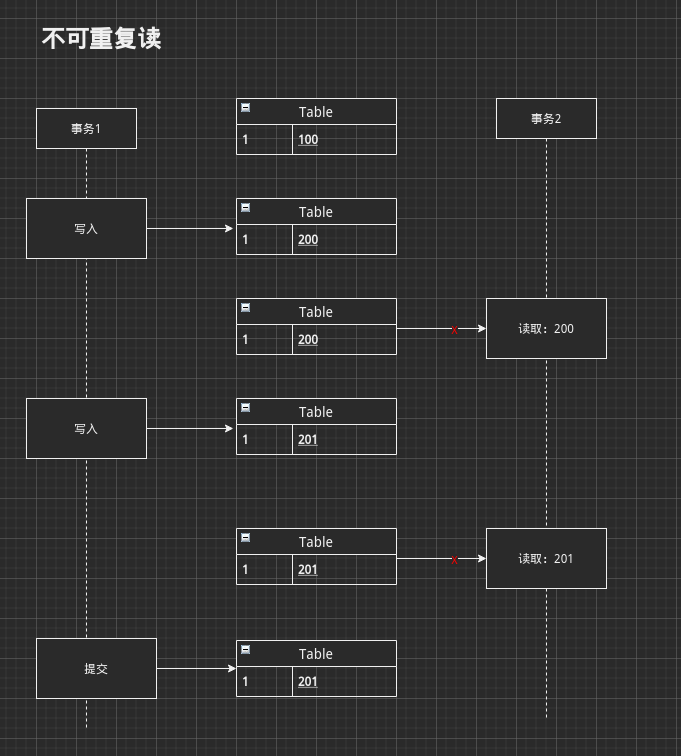 不可重复读
事务1
Table
1 100
事务2
写入
Table
1 200
Table
1 200
X
读取：200
写入
Table
1 201
Table
1 201
X
读取：201
提交
Table
1 201